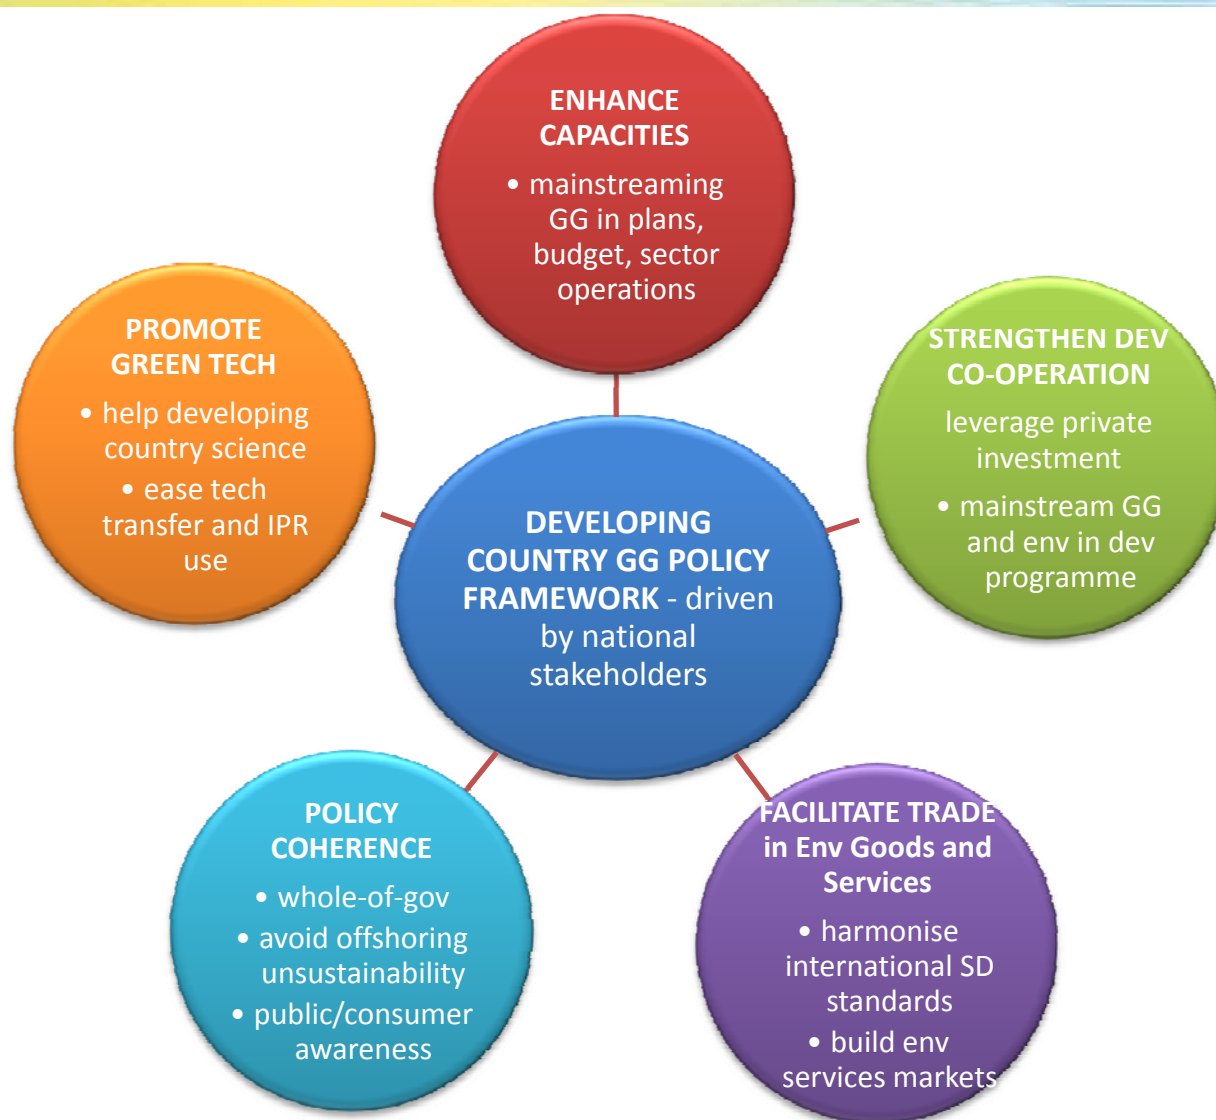 ENHANCE
CAPACITIES
• mainstreaming
GG in plans,
budget, sector
operations
PROMOTE
GREEN TECH
• help developing
country science
• ease tech
transfer and IPR
use
STRENGTHEN DEV
CO-OPERATION
leverage private
investment
• mainstream GG
and env in dev
programme
DEVELOPING
COUNTRY GG POLICY
FRAMEWORK - driven
by national
stakeholders
POLICY
COHERENCE
• whole-of-gov
• avoid offshoring
unsustainability
• public/consumer
awareness
FACILITATE TRADE
in Env Goods and
Services
• harmonise
international SD
standards
• build env
services markets